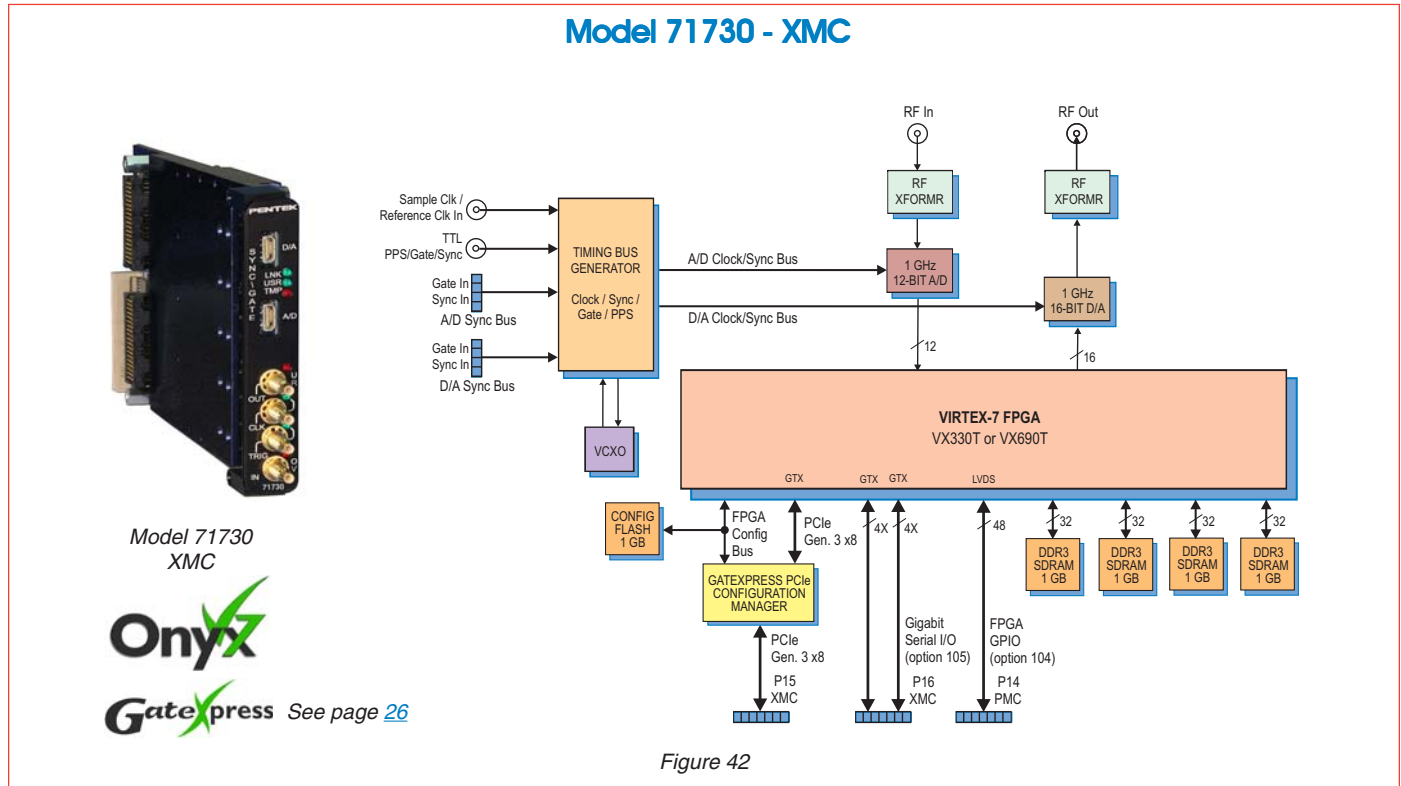 Model 71730 - XMC
RF In
RF Out
RF
XFORMR
RF
XFORMR
Sample Clk /
Reference Clk In
TTL
PPS/Gate/Sync
Gate In
Sync In
A/D Sync Bus
Gate In
Sync In
D/A Sync Bus
TIMING BUS
GENERATOR
Clock / Sync /
Gate / PPS
A/D Clock/Sync Bus
D/A Clock/Sync Bus
1 GHz
12-BIT A/D
1 GHz
16-BIT D/A
12
16
VCXO
VIRTEX-7 FPGA
VX330T or VX690T
GTX
GTX
GTX
LVDS
CONFIG
FLASH
1 GB
FPGA
Config
Bus
PCIe
Gen. 3 x8
4X
4X
48
32
32
32
32
DDR3
SDRAM
1 GB
DDR3
SDRAM
1 GB
DDR3
SDRAM
1 GB
DDR3
SDRAM
1 GB
GATEXPRESS PCIe
CONFIGURATION
MANAGER
PCIe
Gen. 3 x8
P15
XMC
Gigabit
Serial I/O
(option 105)
P16
XMC
FPGA
GPIO
(option 104)
P14
PMC
PENTEK
D/A
SYNC/GATE
LNK
USR
TMP
A/D
OUT
CLK
TRIG
IN
71730
Model 71730
XMC
Onyx7
GateXpress
See page 26
Figure 42